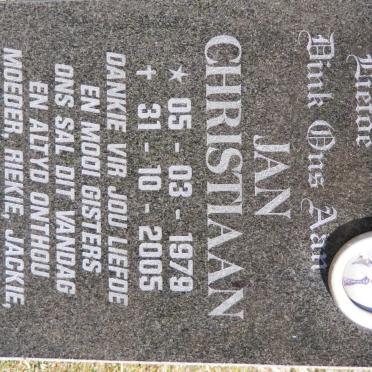 Liefde
Dink Ons Aan
JAN
CHRISTIAAN
☆ 05 - 03 - 1979
✝ 31 - 10 - 2005
DANKIE VIR JOU LIEFDE
EN MOOI GISTERS
ONS SAL DIT VANDAG
EN ALTYD ONTHOU
MOEDER, RIEKIE, JACKIE,